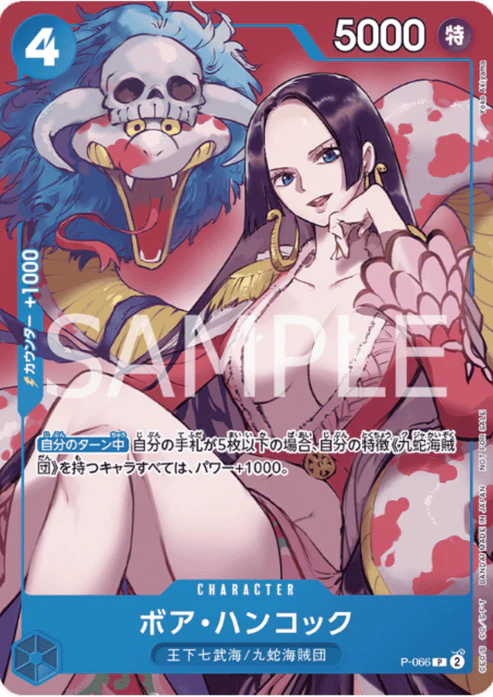 4
5000 特
Yoko Akiyama
カウンター +1000
SAMPLE
自分のターン中 自分の手札が5枚以下の場合、自分の特徴《九蛇海賊
団》を持つキャラすべては、パワー+1000。
NOT FOR SALE
BANDAI MADE IN JAPAN
CHARACTER
ボア・ハンコック
王下七武海/九蛇海賊団
P-066 P 2